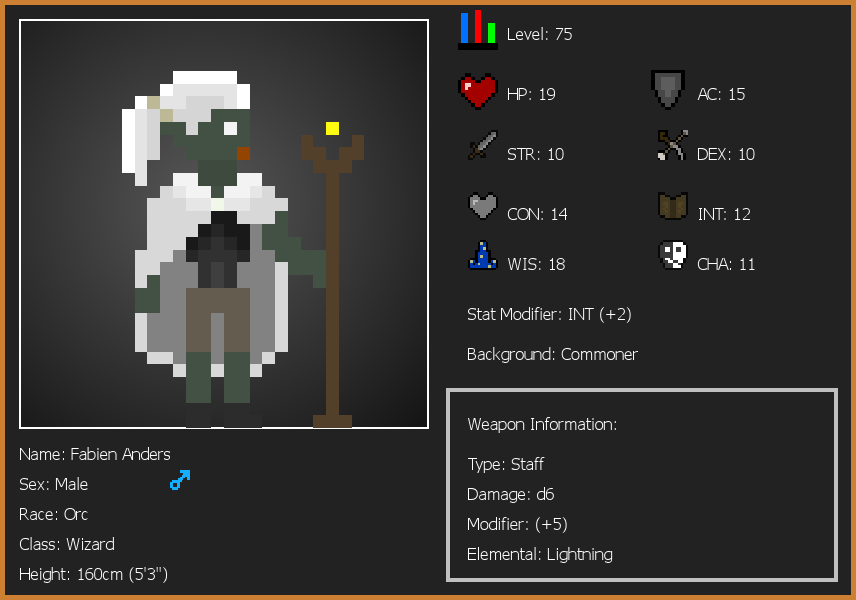 Level: 75
HP: 19
AC: 15
STR: 10
DEX: 10
CON: 14
INT: 12
WIS: 18
CHA: 11
Stat Modifier: INT (+2)
Background: Commoner
Weapon Information:
Type: Staff
Damage: d6
Modifier: (+5)
Elemental: Lightning
Name: Fabien Anders
Sex: Male
Race: Orc
Class: Wizard
Height: 160cm (5'3")